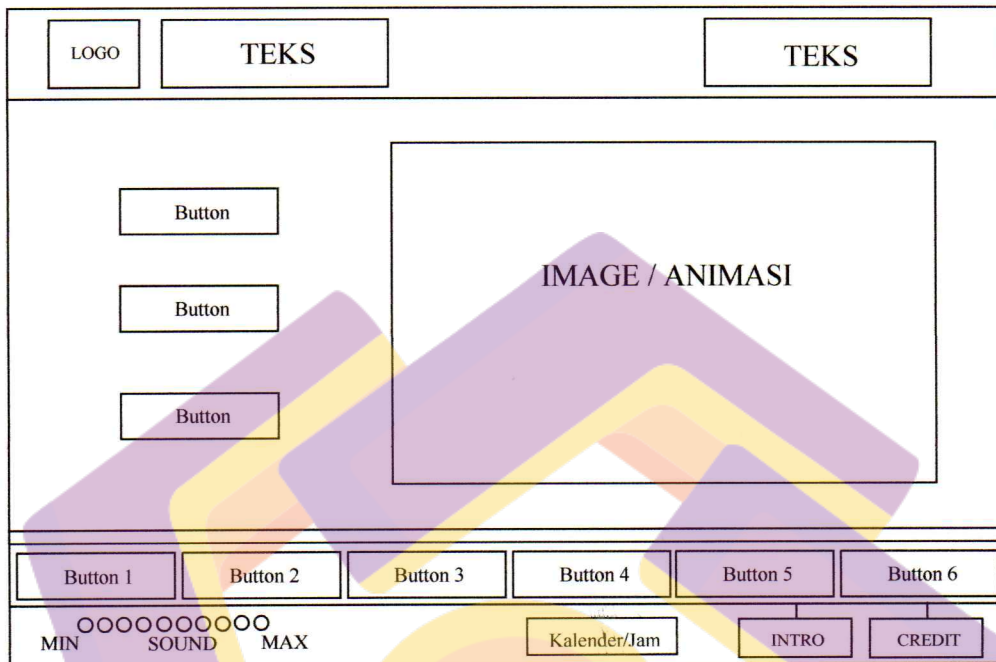 LOGO
TEKS
TEKS
Button
IMAGE / ANIMASI
Button
Button
Button 1
Button 2
Button 3
Button 4
Button 5
Button 6
MIN
SOUND
MAX
Kalender/Jam
INTRO
CREDIT